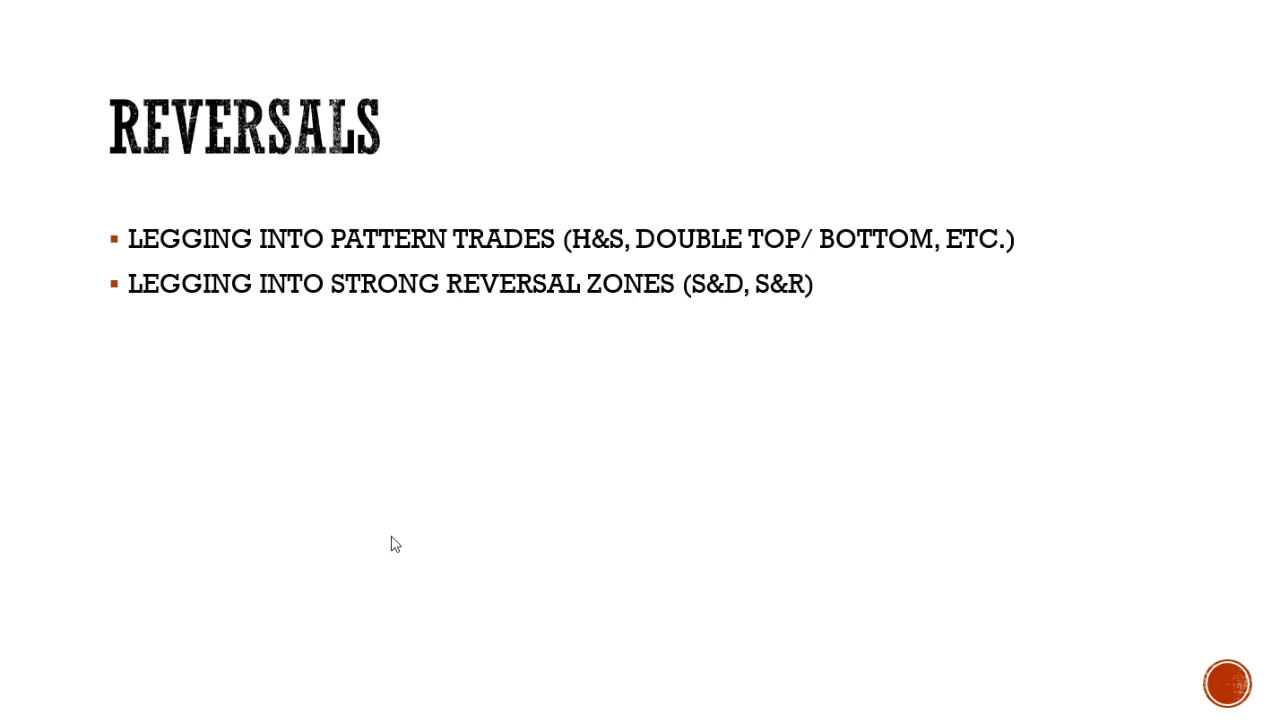 REVERSALS
LEGGING INTO PATTERN TRADES (H&S, DOUBLE TOP/ BOTTOM, ETC.)
LEGGING INTO STRONG REVERSAL ZONES (S&D, S&R)